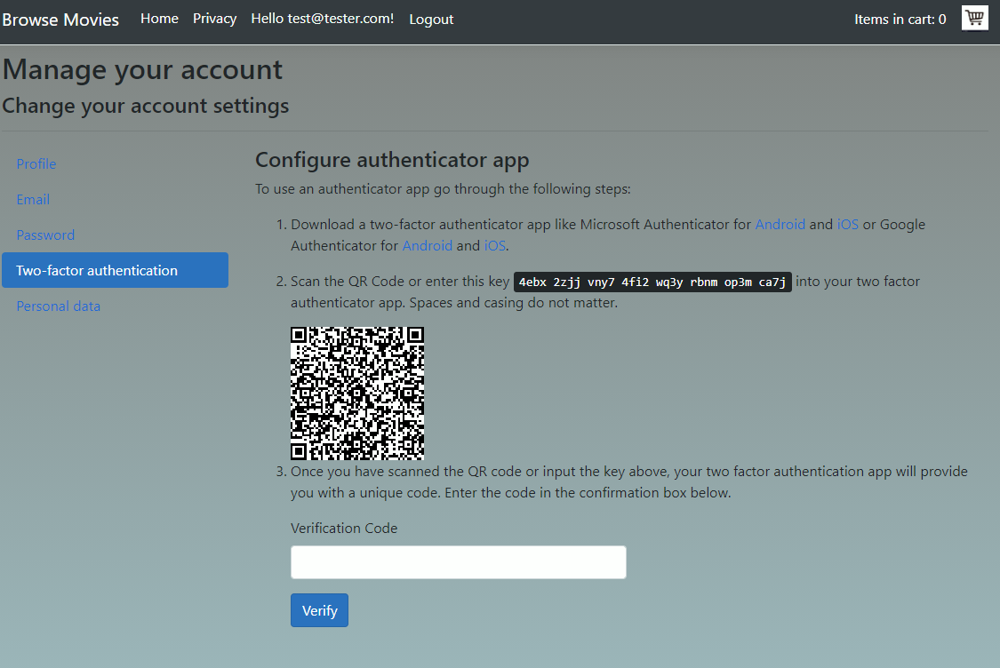 Browse Movies Home Privacy Hello test@tester.com! Logout Items in cart: 0
Manage your account
Change your account settings
Profile
Email
Password
Two-factor authentication
Personal data
Configure authenticator app
To use an authenticator app go through the following steps:
1. Download a two-factor authenticator app like Microsoft Authenticator for Android and iOS or Google
Authenticator for Android and iOS.
2. Scan the QR Code or enter this key 4ebx 2zjj vny7 4fi2 wq3y rbnm op3m ca7j into your two factor
authenticator app. Spaces and casing do not matter.
3. Once you have scanned the QR code or input the key above, your two factor authentication app will provide
you with a unique code. Enter the code in the confirmation box below.
Verification Code
Verify